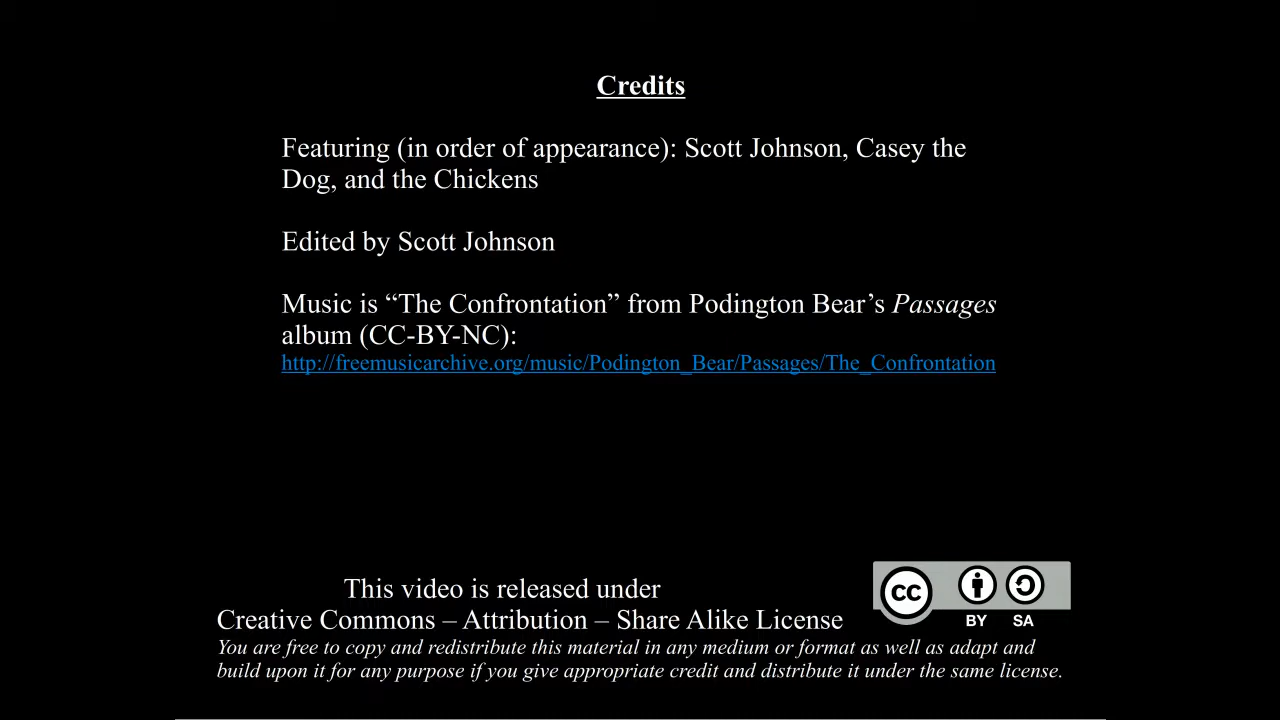 Credits
Featuring (in order of appearance): Scott Johnson, Casey the
Dog, and the Chickens
Edited by Scott Johnson
Music is “The Confrontation” from Podington Bear’s Passages
album (CC-BY-NC):
http://freemusicarchive.org/music/Podington_Bear/Passages/The_Confrontation
This video is released under
Creative Commons – Attribution – Share Alike License
cc
BY SA
You are free to copy and redistribute this material in any medium or format as well as adapt and
build upon it for any purpose if you give appropriate credit and distribute it under the same license.